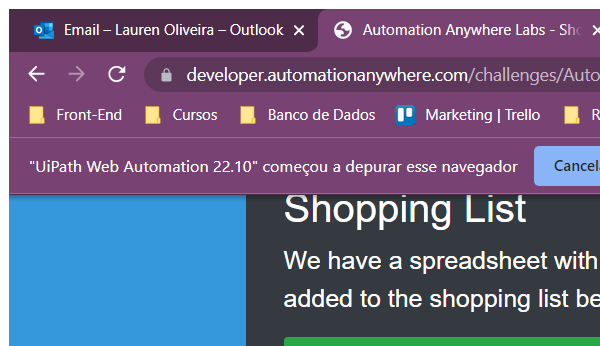 Email – Lauren Oliveira – Outlook
Automation Anywhere Labs - Sho
developer.automationanywhere.com/challenges/Auto
Front-End
Cursos
Banco de Dados
Marketing | Trello
R
"UiPath Web Automation 22.10" começou a depurar esse navegador
Cancela
Shopping List
We have a spreadsheet with
added to the shopping list be